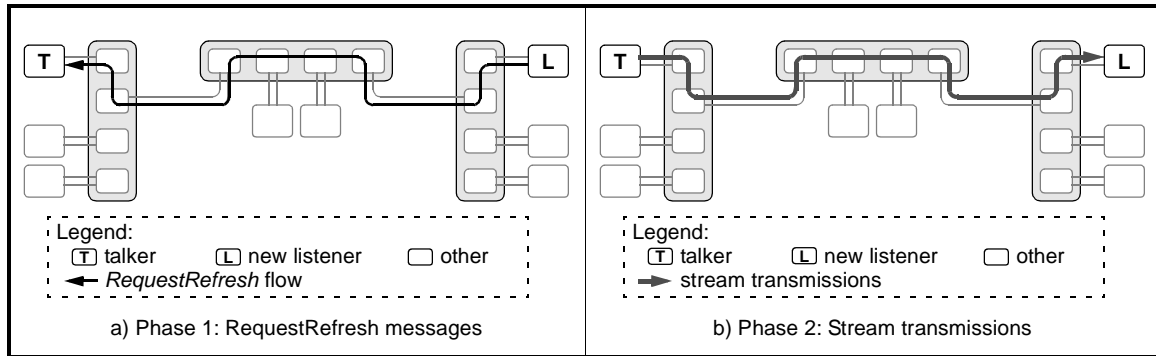 T
L
Legend:
T talker L new listener other
RequestRefresh flow
a) Phase 1: RequestRefresh messages
T
L
Legend:
T talker L new listener other
stream transmissions
b) Phase 2: Stream transmissions